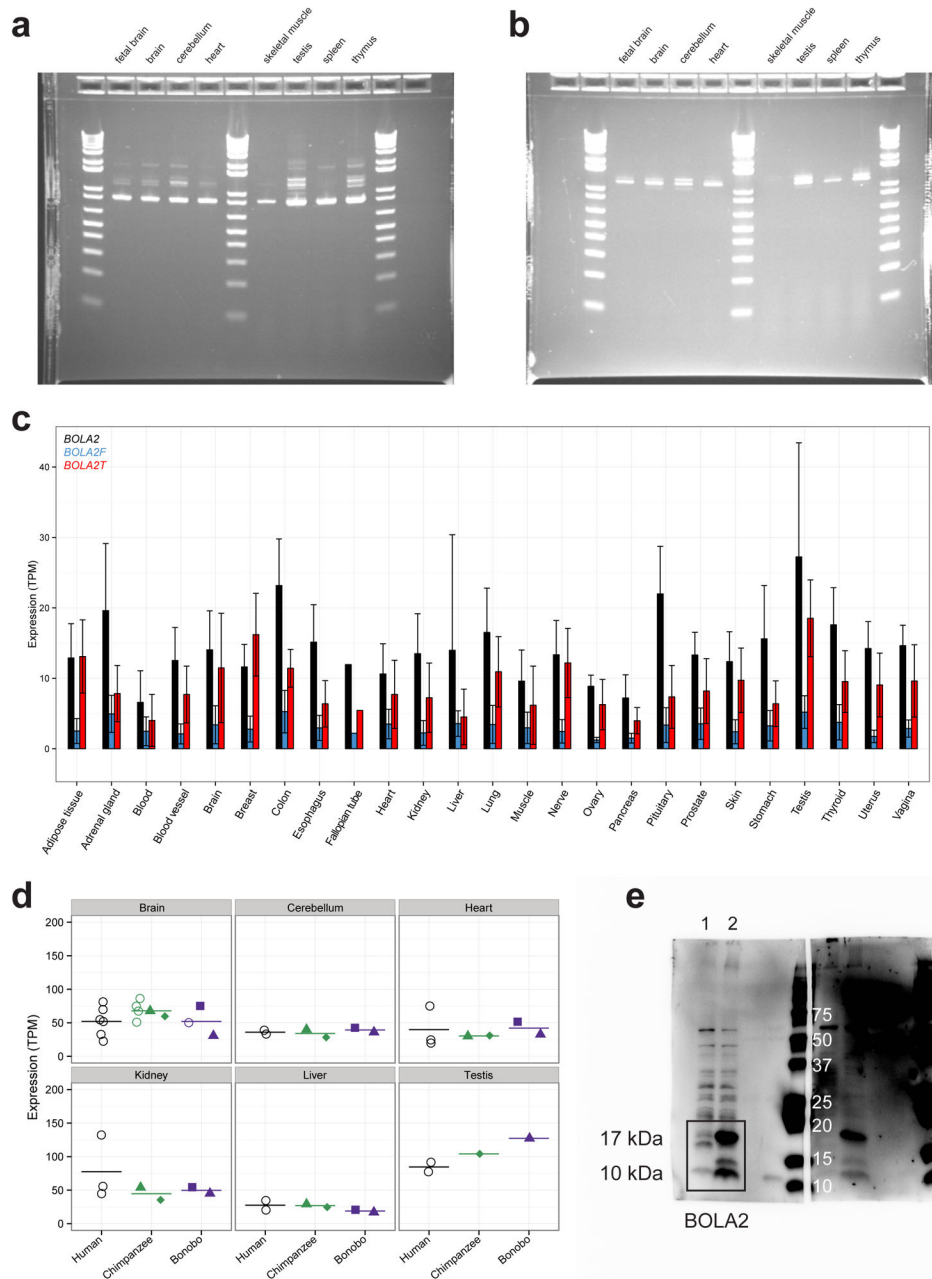 a
fetal brain
brain
cerebellum
heart
skeletal muscle
testis
spleen
thymus
b
fetal brain
brain
cerebellum
heart
skeletal muscle
testis
spleen
thymus
c
BOLA2
BOLA2F
BOLA2T
Expression (TPM)
40
30
20
10
0
Adipose tissue
Adrenal gland
Blood
Blood vessel
Brain
Breast
Colon
Esophagus
Fallopian tube
Heart
Kidney
Liver
Lung
Muscle
Nerve
Ovary
Pancreas
Pituitary
Prostate
Skin
Stomach
Testis
Thyroid
Uterus
Vagina
d
Expression (TPM)
Brain
Cerebellum
Heart
200
150
100
50
0
Kidney
Liver
Testis
200
150
100
50
0
Human
Chimpanzee
Bonobo
Human
Chimpanzee
Bonobo
Human
Chimpanzee
Bonobo
e
1 2
75
50
37
25
20
17 kDa
15
10 kDa
10
BOLA2